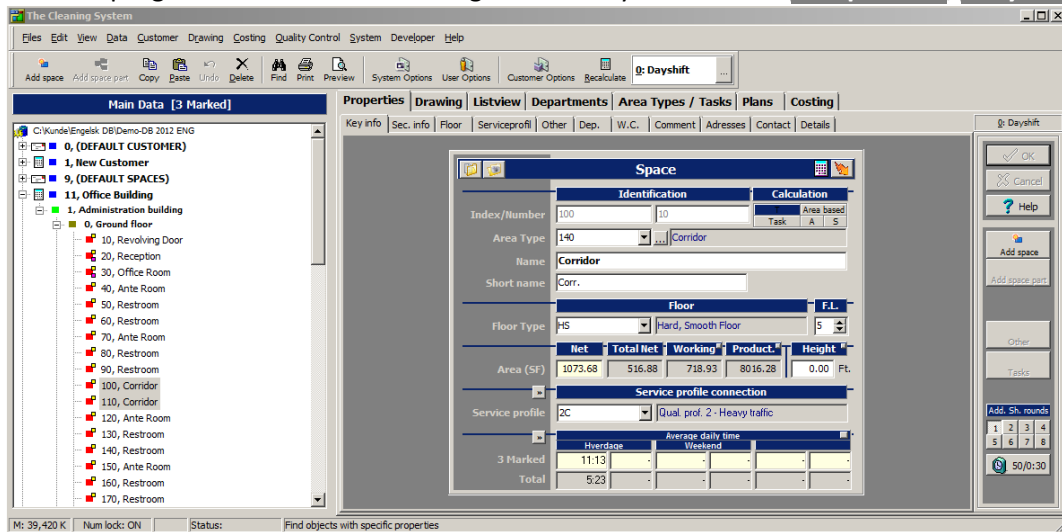 The Cleaning System
Files Edit View Data Customer Drawing Costing Quality Control System Developer Help
Add space Add space part Copy Paste Undo Delete Find Print Preview System Options User Options Customer Options Recalculate 0: Dayshift ...
Main Data [3 Marked]
Properties Drawing Listview Departments Area Types / Tasks Plans Costing
Key info Sec. info Floor Serviceprofil Other Dep. W.C. Comment Adresses Contact Details
0: Dayshift
C:\Kunde\Engelsk DB\Demo-DB 2012 ENG
0, (DEFAULT CUSTOMER)
1, New Customer
9, (DEFAULT SPACES)
11, Office Building
1, Administration building
0, Ground floor
10, Revolving Door
20, Reception
30, Office Room
40, Ante Room
50, Restroom
60, Restroom
70, Ante Room
80, Restroom
90, Restroom
100, Corridor
110, Corridor
120, Ante Room
130, Restroom
140, Restroom
150, Ante Room
160, Restroom
170, Restroom
Space
Identification Calculation
Index/Number 100 10 T Area based
Task A S
Area Type 140 ... Corridor
Name Corridor
Short name Corr.
Floor F.L.
Floor Type HS Hard, Smooth Floor 5
Net Total Net Working Product. Height
Area (SF) 1073.68 516.88 718.93 8016.28 0.00 Ft.
Service profile connection
Service profile 2C Qual. prof. 2 - Heavy traffic
Average daily time
Hverdage Weekend
3 Marked 11:13 - - - - -
Total 5:23 - - - - -
OK
Cancel
? Help
Add space
Add space part
Other
Tasks
Add. Sh. rounds
1 2 3 4
5 6 7 8
50/0:30
M: 39,420 K Num lock: ON Status: Find objects with specific properties